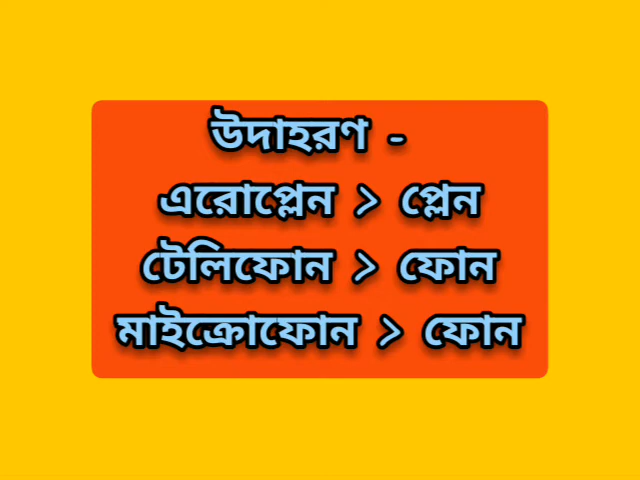 উদাহরণ -
এরোপ্লেন > প্লেন
টেলিফোন > ফোন
মাইক্রোফোন > ফোন